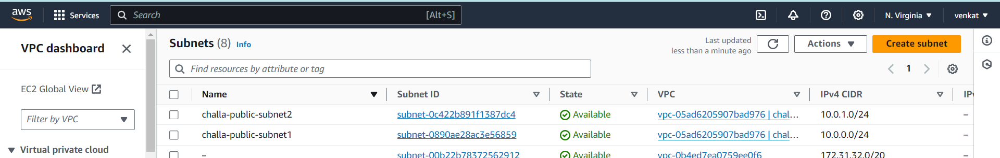 aws Services Search [Alt+S] N. Virginia venkat
VPC dashboard
EC2 Global View
Filter by VPC
Virtual private cloud
Subnets (8) Info
Last updated
less than a minute ago
Actions
Create subnet
Find resources by attribute or tag
1
Name Subnet ID State VPC IPv4 CIDR
challa-public-subnet2 subnet-0c422b891f1387dc4 Available vpc-05ad6205907bad976 | chal... 10.0.1.0/24 –
challa-public-subnet1 subnet-0890ae28ac3e56859 Available vpc-05ad6205907bad976 | chal... 10.0.0.0/24 –
– subnet-00b22b78372562912 Available vpc-0b4ed7ea0759ee0f6 172.31.32.0/20 –